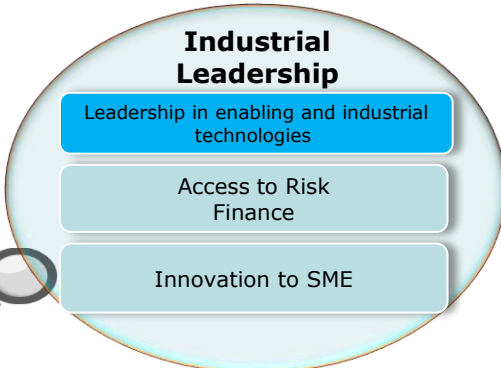 Industrial
Leadership
Leadership in enabling and industrial
technologies
Access to Risk
Finance
Innovation to SME